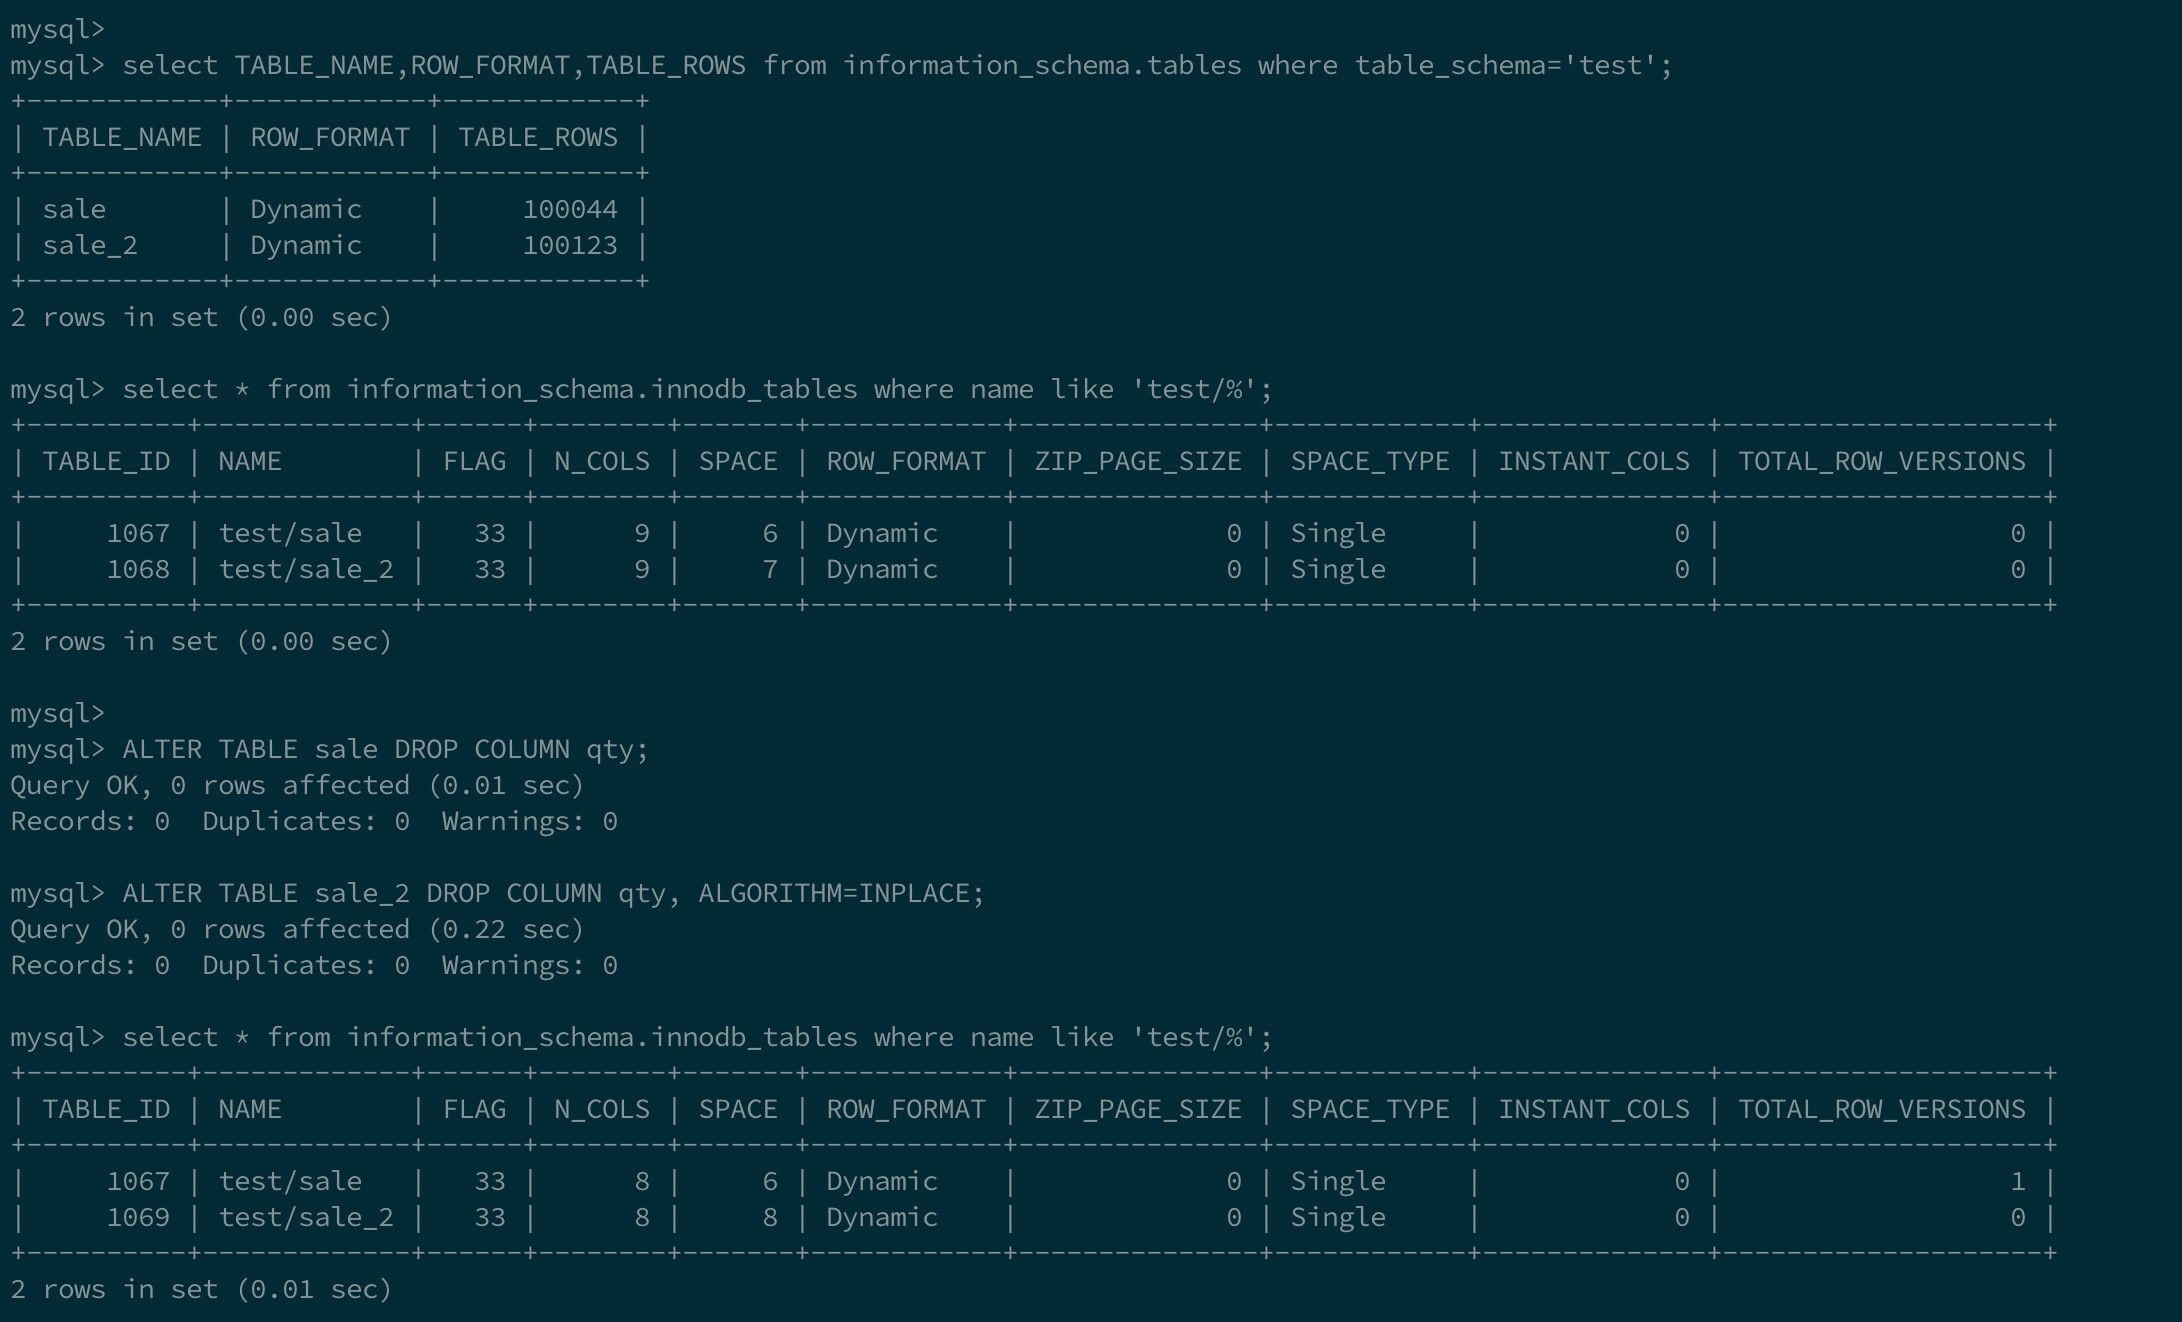 mysql>
mysql> select TABLE_NAME,ROW_FORMAT,TABLE_ROWS from information_schema.tables where table_schema='test';
+------------+------------+------------+
| TABLE_NAME | ROW_FORMAT | TABLE_ROWS |
+------------+------------+------------+
| sale       | Dynamic    |     100044 |
| sale_2     | Dynamic    |     100123 |
+------------+------------+------------+
2 rows in set (0.00 sec)

mysql> select * from information_schema.innodb_tables where name like 'test/%';
+----------+-------------+------+--------+-------+------------+---------------+------------+--------------+--------------------+
| TABLE_ID | NAME        | FLAG | N_COLS | SPACE | ROW_FORMAT | ZIP_PAGE_SIZE | SPACE_TYPE | INSTANT_COLS | TOTAL_ROW_VERSIONS |
+----------+-------------+------+--------+-------+------------+---------------+------------+--------------+--------------------+
|     1067 | test/sale   |   33 |      9 |     6 | Dynamic    |             0 | Single     |            0 |                  0 |
|     1068 | test/sale_2 |   33 |      9 |     7 | Dynamic    |             0 | Single     |            0 |                  0 |
+----------+-------------+------+--------+-------+------------+---------------+------------+--------------+--------------------+
2 rows in set (0.00 sec)

mysql>
mysql> ALTER TABLE sale DROP COLUMN qty;
Query OK, 0 rows affected (0.01 sec)
Records: 0  Duplicates: 0  Warnings: 0

mysql> ALTER TABLE sale_2 DROP COLUMN qty, ALGORITHM=INPLACE;
Query OK, 0 rows affected (0.22 sec)
Records: 0  Duplicates: 0  Warnings: 0

mysql> select * from information_schema.innodb_tables where name like 'test/%';
+----------+-------------+------+--------+-------+------------+---------------+------------+--------------+--------------------+
| TABLE_ID | NAME        | FLAG | N_COLS | SPACE | ROW_FORMAT | ZIP_PAGE_SIZE | SPACE_TYPE | INSTANT_COLS | TOTAL_ROW_VERSIONS |
+----------+-------------+------+--------+-------+------------+---------------+------------+--------------+--------------------+
|     1067 | test/sale   |   33 |      8 |     6 | Dynamic    |             0 | Single     |            0 |                  1 |
|     1069 | test/sale_2 |   33 |      8 |     8 | Dynamic    |             0 | Single     |            0 |                  0 |
+----------+-------------+------+--------+-------+------------+---------------+------------+--------------+--------------------+
2 rows in set (0.01 sec)